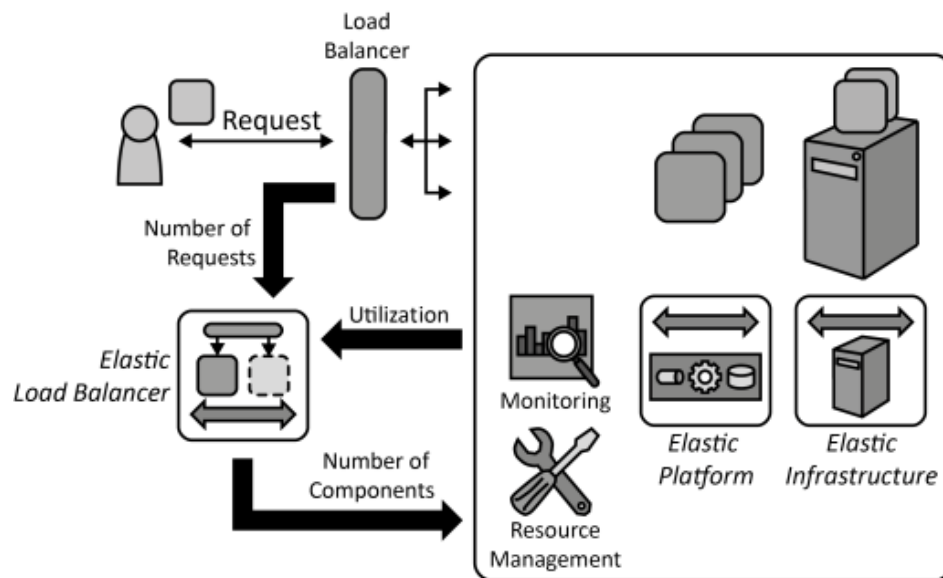 Load
Balancer
Request
Number of
Requests
Utilization
Elastic
Load Balancer
Number of
Components
Monitoring
Resource
Management
Elastic
Platform
Elastic
Infrastructure